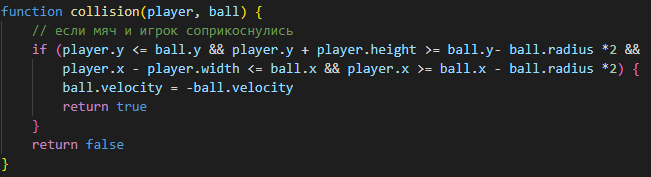 function collision(player, ball) {
    // если мяч и игрок соприкоснулись
    if (player.y <= ball.y && player.y + player.height >= ball.y- ball.radius *2 &&
        player.x - player.width <= ball.x && player.x >= ball.x - ball.radius *2) {
        ball.velocity = -ball.velocity
        return true
    }
    return false
}